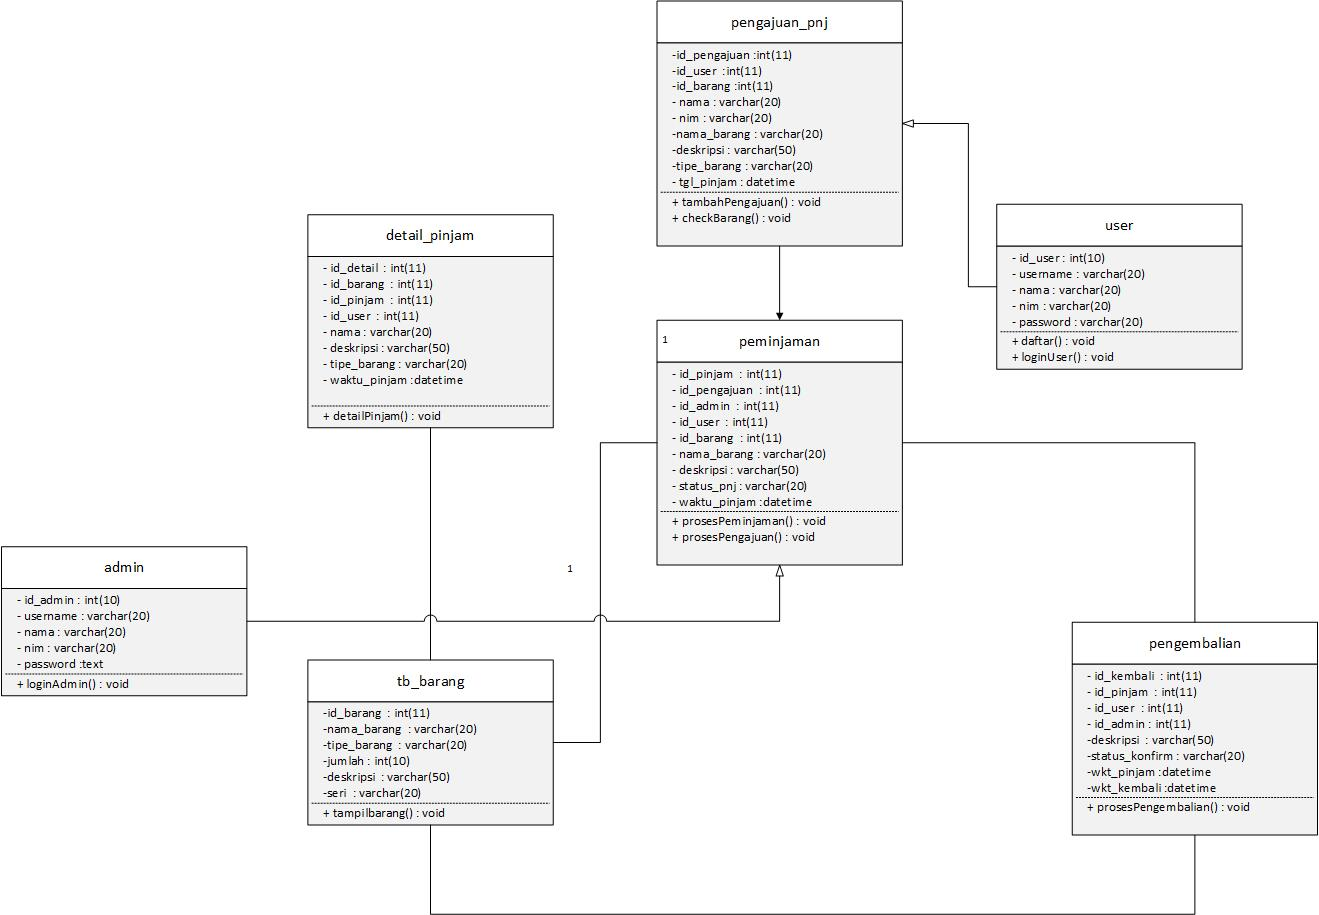 pengajuan_pnj
-id_pengajuan :int(11)
-id_user :int(11)
-id_barang :int(11)
- nama : varchar(20)
- nim : varchar(20)
-nama_barang : varchar(20)
-deskripsi : varchar(50)
-tipe_barang : varchar(20)
- tgl_pinjam : datetime
+ tambahPengajuan() : void
+ checkBarang() : void
user
- id_user : int(10)
- username : varchar(20)
- nama : varchar(20)
- nim : varchar(20)
- password : varchar(20)
+ daftar() : void
+ loginUser() : void
detail_pinjam
- id_detail : int(11)
- id_barang : int(11)
- id_pinjam : int(11)
- id_user : int(11)
- nama : varchar(20)
- deskripsi : varchar(50)
- tipe_barang : varchar(20)
- waktu_pinjam :datetime
+ detailPinjam() : void
1
peminjaman
- id_pinjam : int(11)
- id_pengajuan : int(11)
- id_admin : int(11)
- id_user : int(11)
- id_barang : int(11)
- nama_barang : varchar(20)
- deskripsi : varchar(50)
- status_pnj : varchar(20)
- waktu_pinjam :datetime
+ prosesPeminjaman() : void
+ prosesPengajuan() : void
1
admin
- id_admin : int(10)
- username : varchar(20)
- nama : varchar(20)
- nim : varchar(20)
- password :text
+ loginAdmin() : void
tb_barang
-id_barang : int(11)
-nama_barang : varchar(20)
-tipe_barang : varchar(20)
-jumlah : int(10)
-deskripsi : varchar(50)
-seri : varchar(20)
+ tampilbarang() : void
pengembalian
- id_kembali : int(11)
- id_pinjam : int(11)
- id_user : int(11)
- id_admin : int(11)
-deskripsi : varchar(50)
-status_konfirm : varchar(20)
-wkt_pinjam :datetime
-wkt_kembali :datetime
+ prosesPengembalian() : void